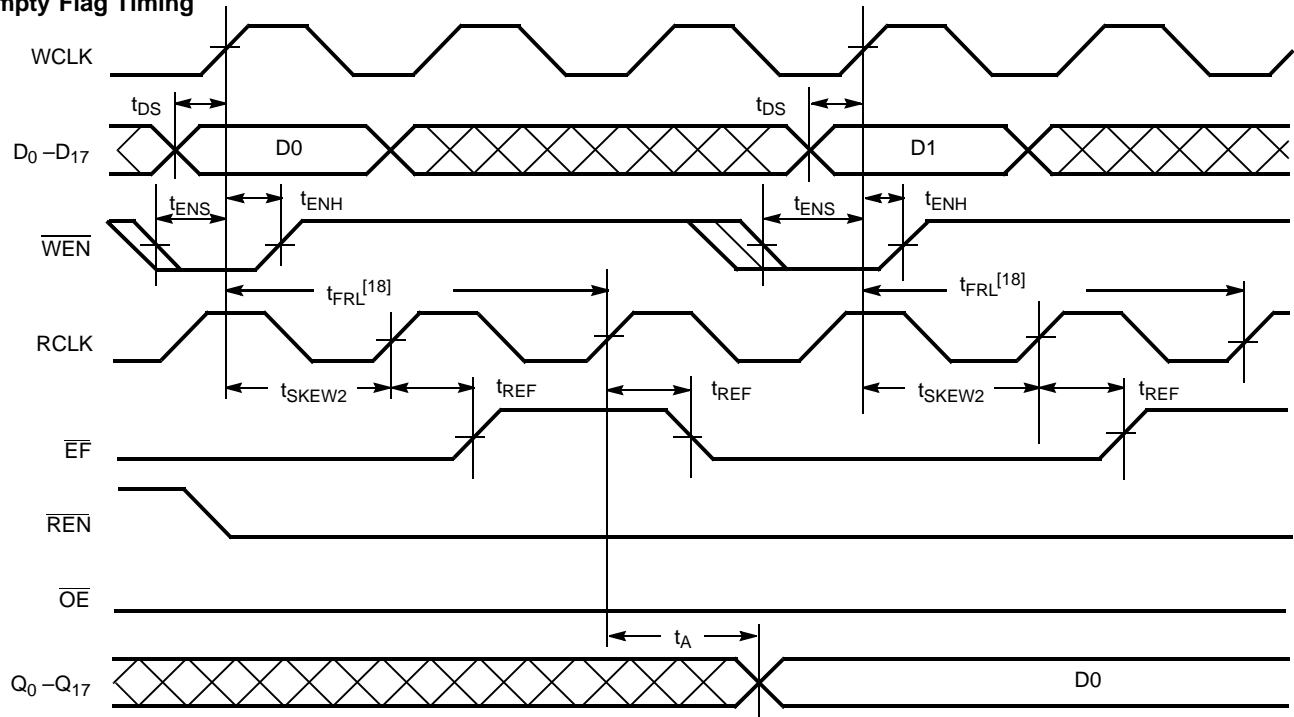 mpty Flag Timing
WCLK
tDS
tDS
D0 –D17
D0
D1
tENS
tENH
tENS
tENH
WEN
tFRL[18]
tFRL[18]
RCLK
tSKEW2
tREF
tREF
tSKEW2
tREF
EF
REN
OE
tA
Q0 –Q17
D0